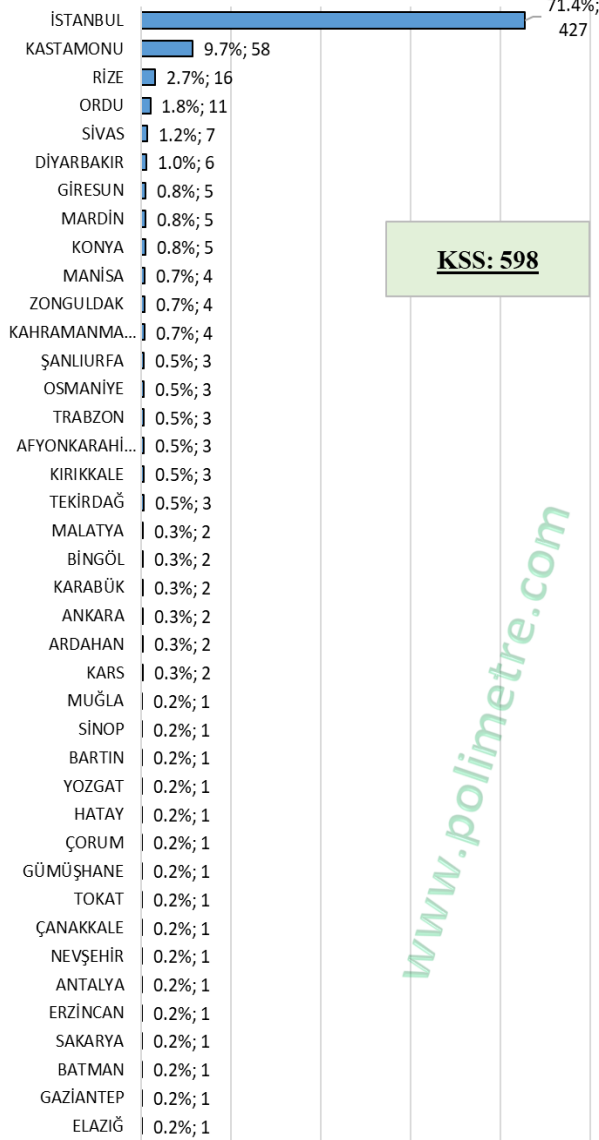 İSTANBUL 71.4%;
427
KASTAMONU 9.7%; 58
RİZE 2.7%; 16
ORDU 1.8%; 11
SİVAS 1.2%; 7
DİYARBAKIR 1.0%; 6
GİRESUN 0.8%; 5
MARDİN 0.8%; 5
KONYA 0.8%; 5
KSS: 598
MANİSA 0.7%; 4
ZONGULDAK 0.7%; 4
KAHRAMANMA... 0.7%; 4
ŞANLIURFA 0.5%; 3
OSMANİYE 0.5%; 3
TRABZON 0.5%; 3
AFYONKARAHİ... 0.5%; 3
KIRIKKALE 0.5%; 3
TEKİRDAĞ 0.5%; 3
MALATYA 0.3%; 2
BİNGÖL 0.3%; 2
KARABÜK 0.3%; 2
ANKARA 0.3%; 2
ARDAHAN 0.3%; 2
KARS 0.3%; 2
MUĞLA 0.2%; 1
SİNOP 0.2%; 1
BARTIN 0.2%; 1
YOZGAT 0.2%; 1
HATAY 0.2%; 1
ÇORUM 0.2%; 1
GÜMÜŞHANE 0.2%; 1
TOKAT 0.2%; 1
ÇANAKKALE 0.2%; 1
NEVŞEHİR 0.2%; 1
ANTALYA 0.2%; 1
ERZİNCAN 0.2%; 1
SAKARYA 0.2%; 1
BATMAN 0.2%; 1
GAZİANTEP 0.2%; 1
ELAZIĞ 0.2%; 1
www.polimetre.com